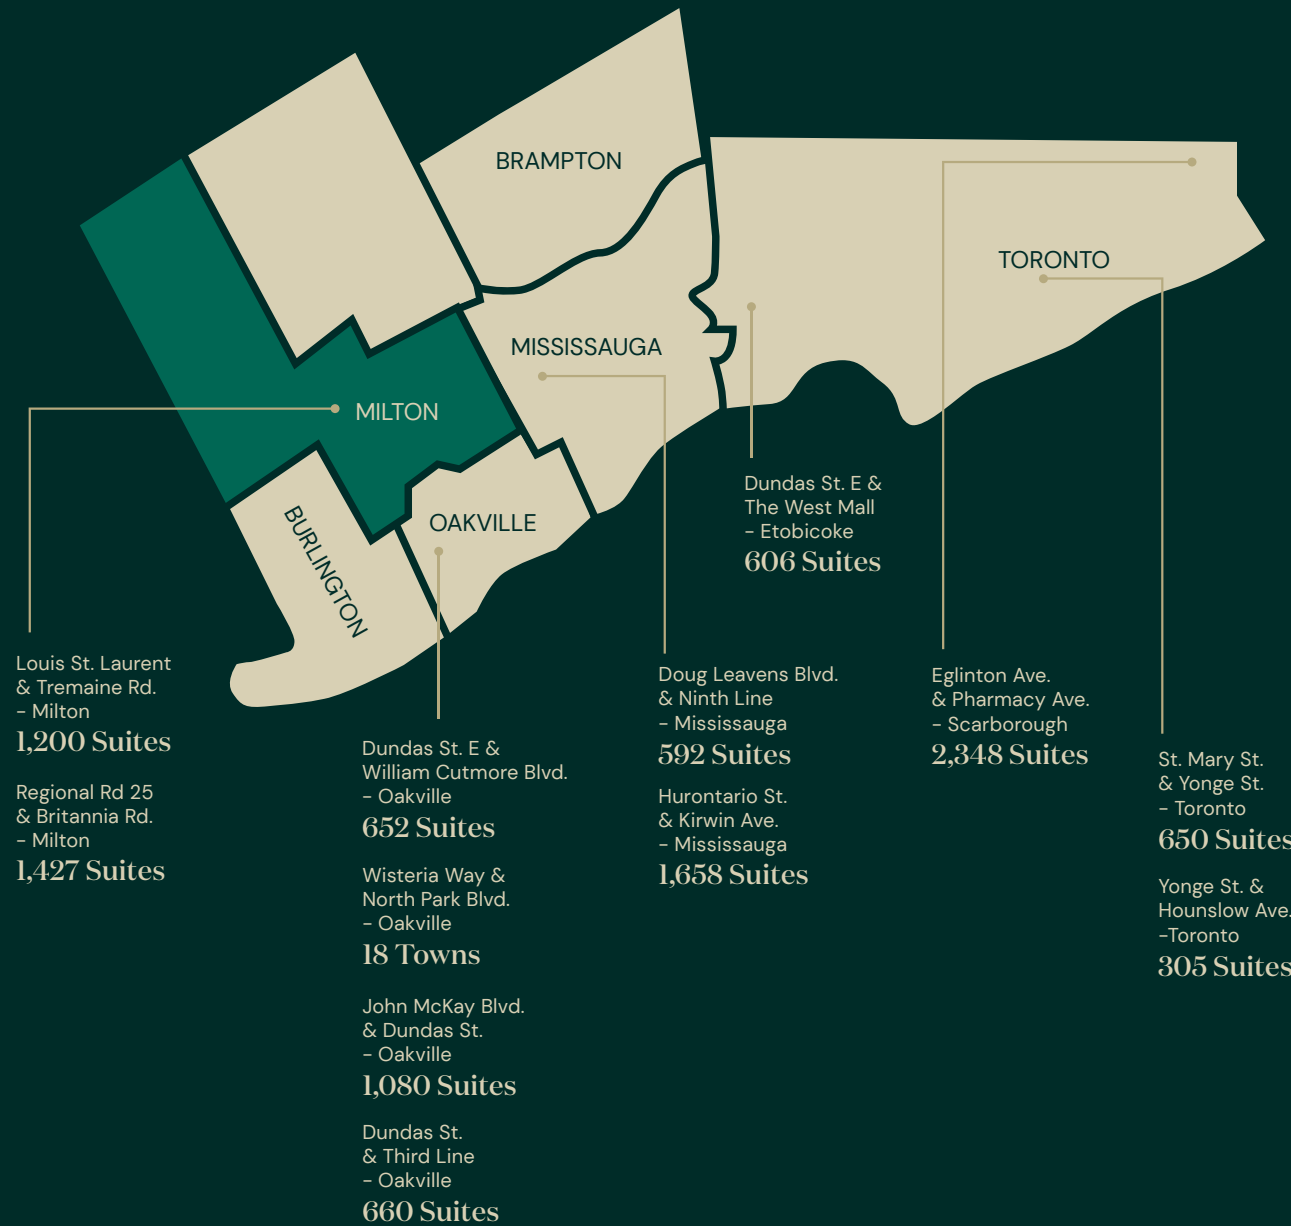 BRAMPTON
TORONTO
MISSISSAUGA
MILTON
OAKVILLE
BURLINGTON
Louis St. Laurent
& Tremaine Rd.
- Milton
1,200 Suites
Regional Rd 25
& Britannia Rd.
- Milton
1,427 Suites
Dundas St. E &
William Cutmore Blvd.
- Oakville
652 Suites
Wisteria Way &
North Park Blvd.
- Oakville
18 Towns
John McKay Blvd.
& Dundas St.
- Oakville
1,080 Suites
Dundas St.
& Third Line
- Oakville
660 Suites
Doug Leavens Blvd.
& Ninth Line
- Mississauga
592 Suites
Hurontario St.
& Kirwin Ave.
- Mississauga
1,658 Suites
Dundas St. E &
The West Mall
- Etobicoke
606 Suites
Eglinton Ave.
& Pharmacy Ave.
- Scarborough
2,348 Suites
St. Mary St.
& Yonge St.
- Toronto
650 Suites
Yonge St. &
Hounslow Ave.
-Toronto
305 Suites